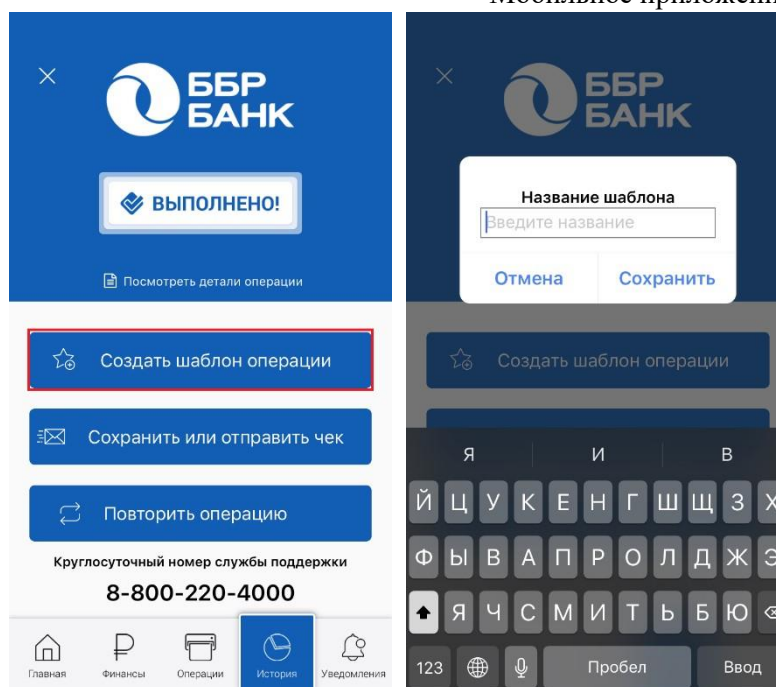 Мобильное приложени
ББР
БАНК
ВЫПОЛНЕНО!
Посмотреть детали операции
Создать шаблон операции
Сохранить или отправить чек
Повторить операцию
Круглосуточный номер службы поддержки
8-800-220-4000
Главная
Финансы
Операции
История
Уведомления
ББР
БАНК
Название шаблона
Введите название
Отмена
Сохранить
Создать шаблон операции
Я И В
Й Ц У К Е Н Г Ш Щ З Х
Ф Ы В А П Р О Л Д Ж Э
Я Ч С М И Т Ь Б Ю
123 Пробел Ввод